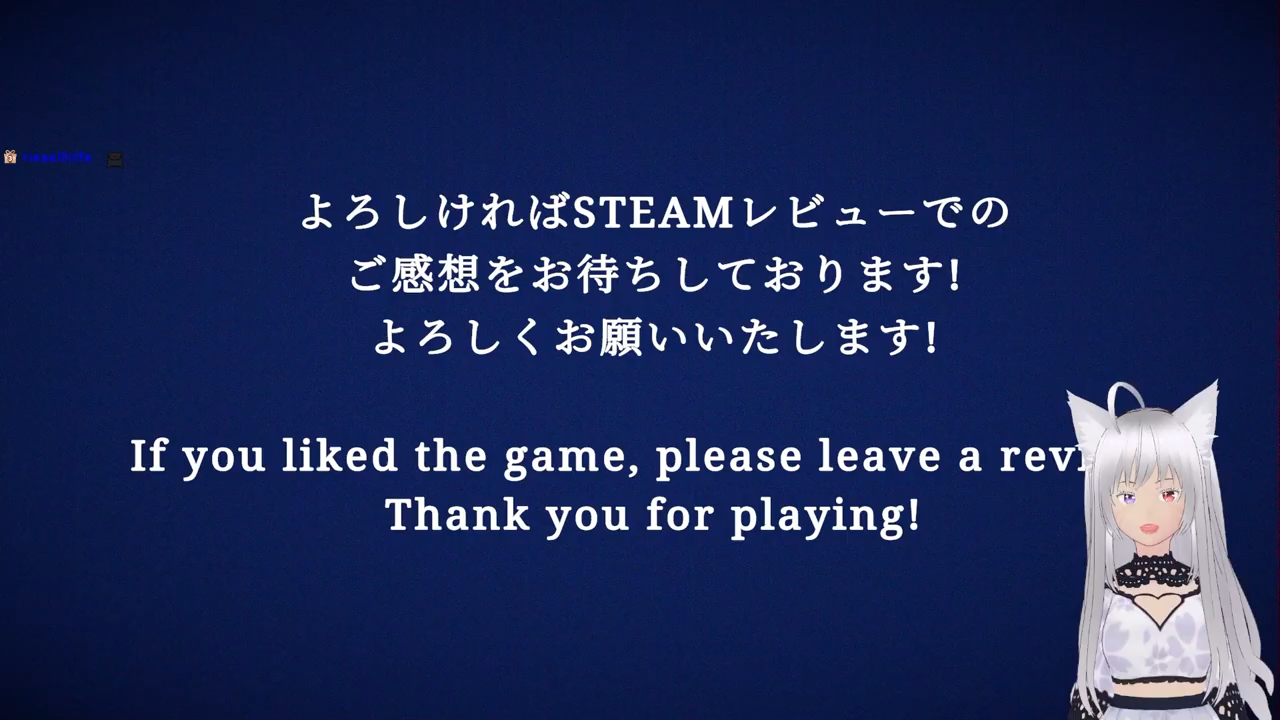 よろしければSTEAMレビューでの
ご感想をお待ちしております!
よろしくお願いいたします!
If you liked the game, please leave a
Thank you for playing!